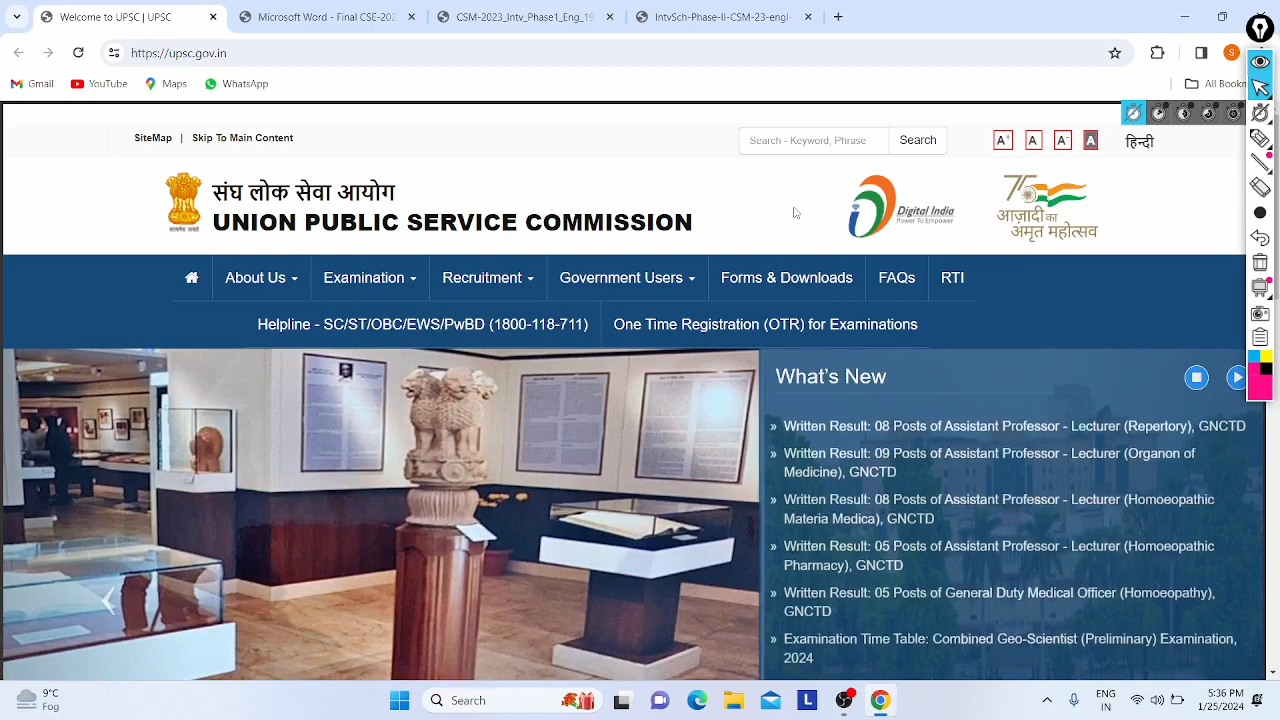 Microsoft Word - Final CSE-202
CSM-2023_Intv_Phase1_Eng_19
IntvSch-Phase-II-CSM-23-engl
https://upsc.gov.in
S
Gmail
YouTube
Maps
WhatsApp
All Bookm
SiteMap | Skip To Main Content
Search - Keyword, Phrase
Search
A+
A
A-
A
हिन्दी
संघ लोक सेवा आयोग
UNION PUBLIC SERVICE COMMISSION
सत्यमेव जयते
Digital India
Power To Empower
75
आज़ादी का
अमृत महोत्सव
About Us
Examination
Recruitment
Government Users
Forms & Downloads
FAQs
RTI
Helpline - SC/ST/OBC/EWS/PwBD (1800-118-711)
One Time Registration (OTR) for Examinations
What's New
» Written Result: 08 Posts of Assistant Professor - Lecturer (Repertory), GNCTD
» Written Result: 09 Posts of Assistant Professor - Lecturer (Organon of
Medicine), GNCTD
» Written Result: 08 Posts of Assistant Professor - Lecturer (Homoeopathic
Materia Medica), GNCTD
» Written Result: 05 Posts of Assistant Professor - Lecturer (Homoeopathic
Pharmacy), GNCTD
» Written Result: 05 Posts of General Duty Medical Officer (Homoeopathy),
GNCTD
» Examination Time Table: Combined Geo-Scientist (Preliminary) Examination,
2024
9°C
Fog
Search
L
ENG
IN
5:36 PM
1/25/2024